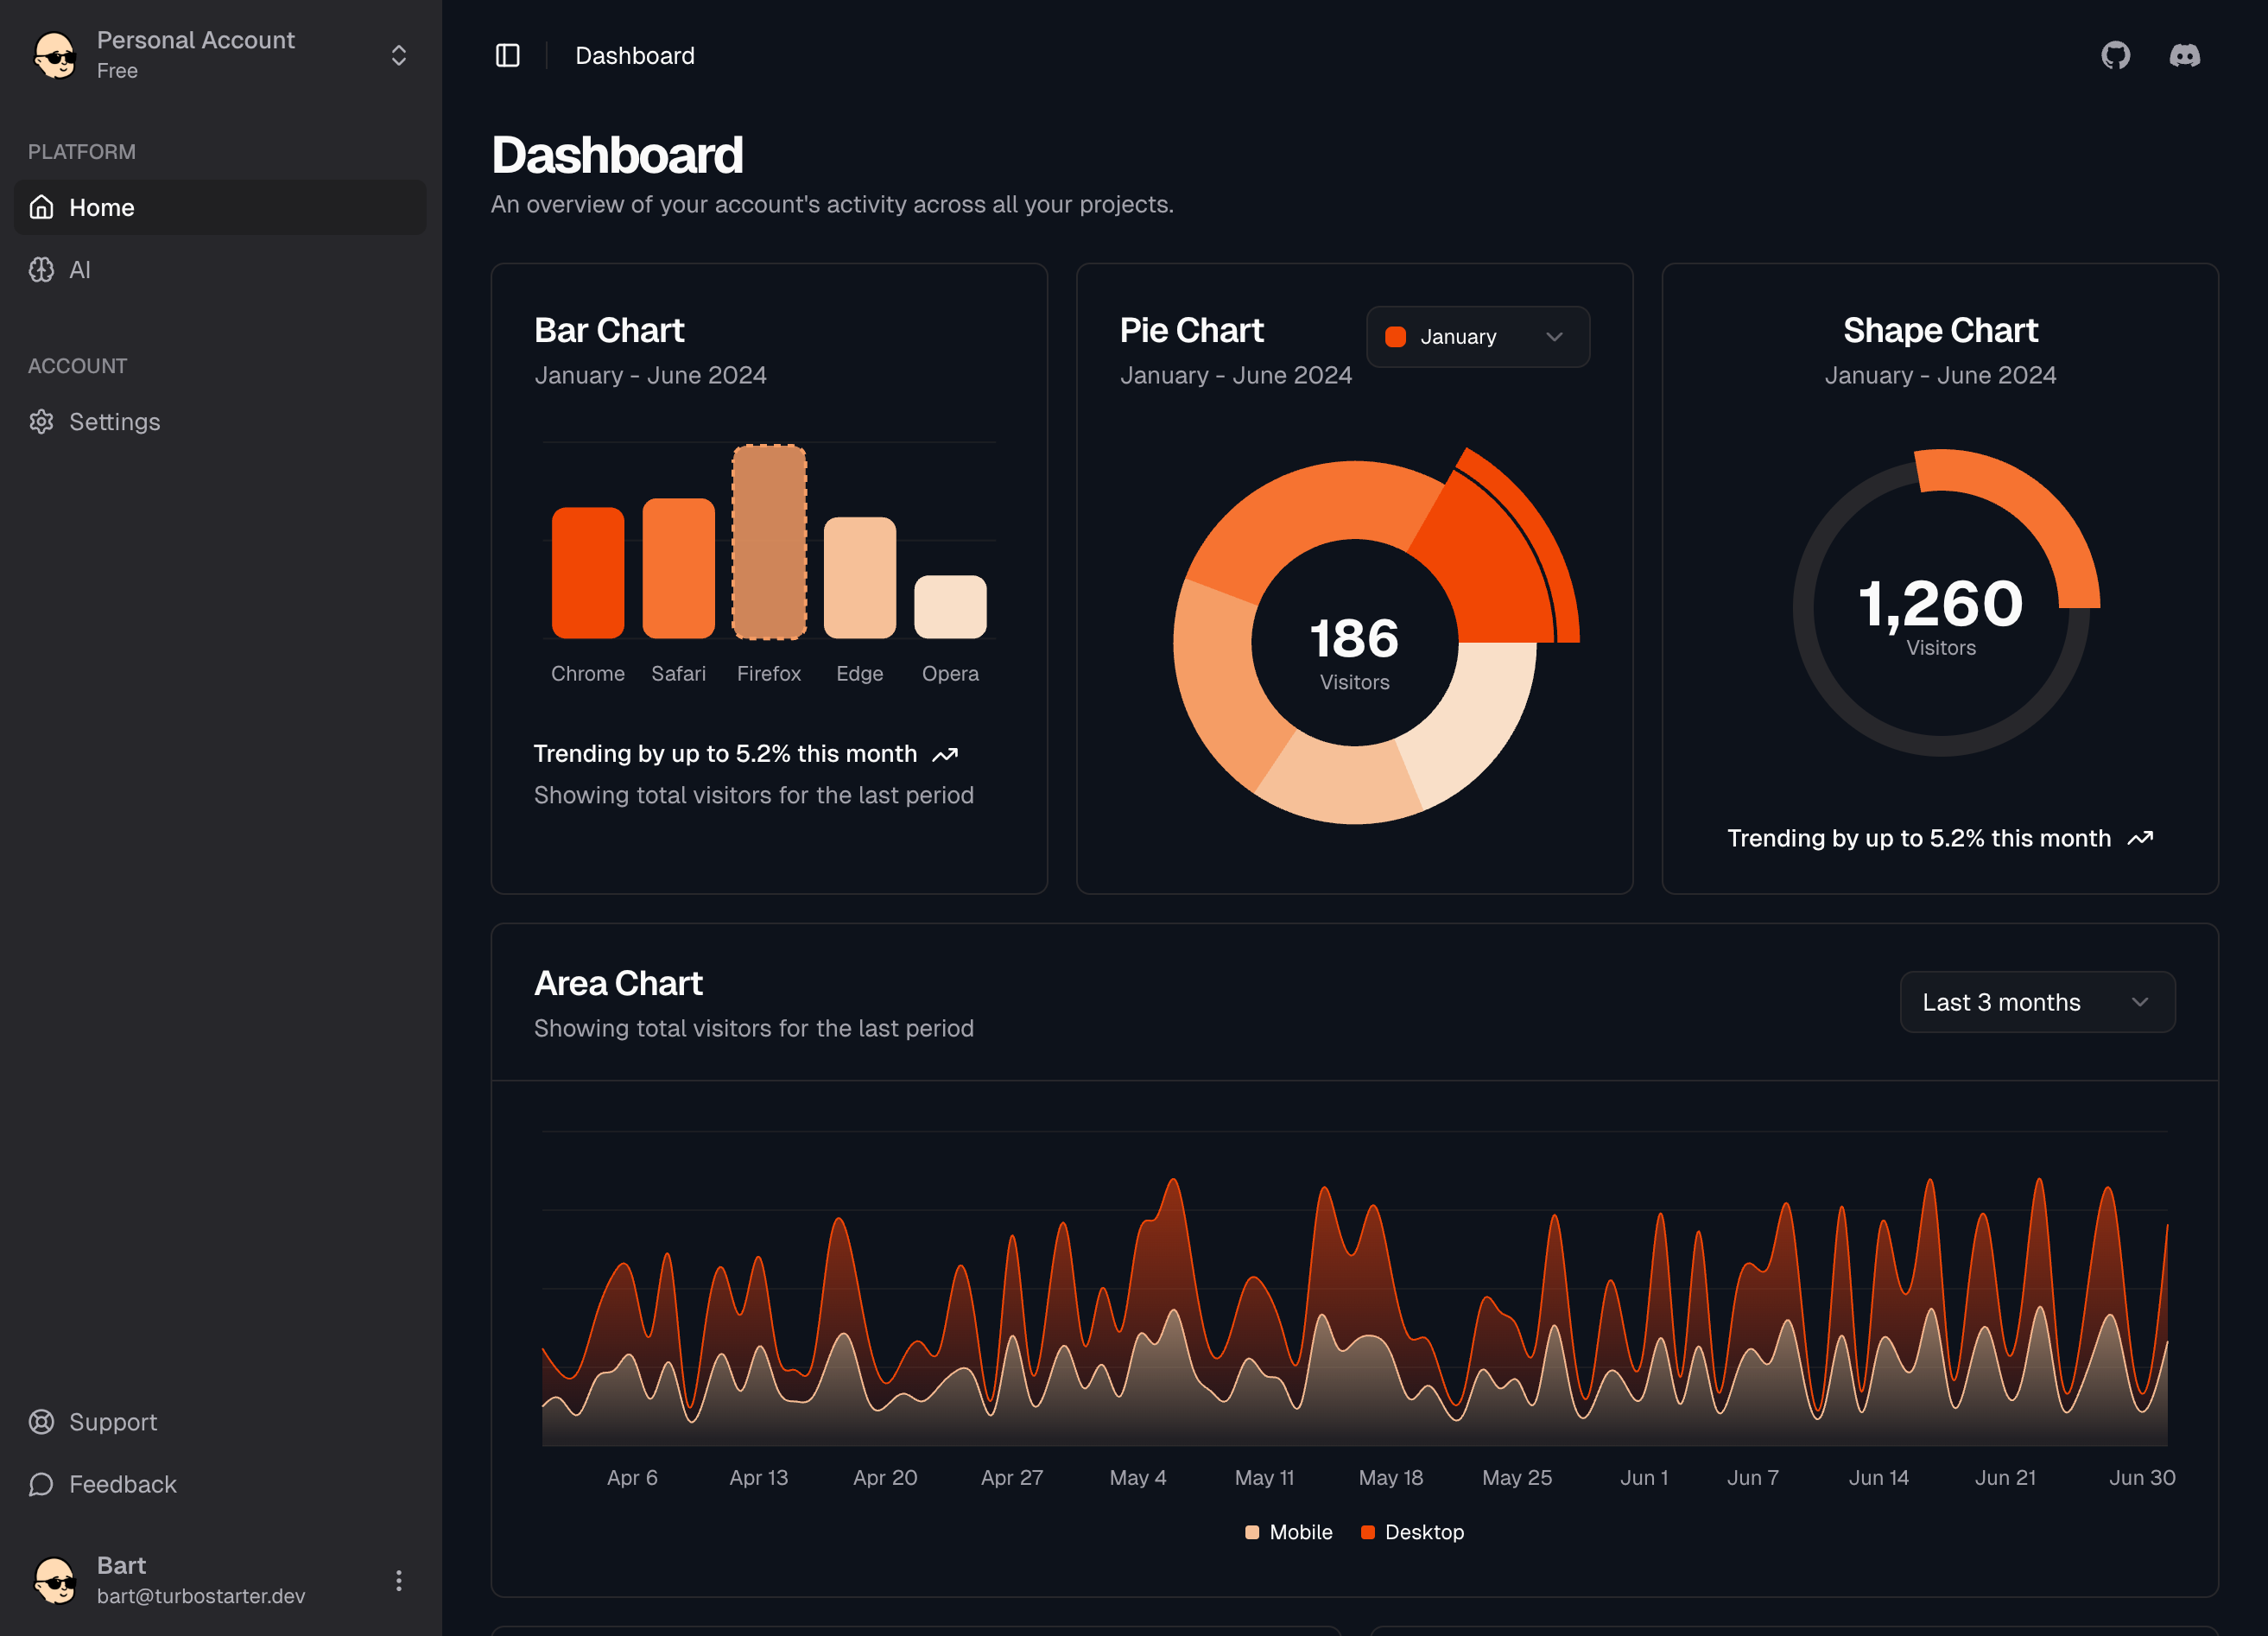 Personal Account
Free
PLATFORM
Home
AI
ACCOUNT
Settings
Support
Feedback
Bart
bart@turbostarter.dev
Dashboard
Dashboard
An overview of your account's activity across all your projects.
Bar Chart
January - June 2024
Chrome Safari Firefox Edge Opera
Trending by up to 5.2% this month
Showing total visitors for the last period
Pie Chart
January - June 2024
January
186
Visitors
Shape Chart
January - June 2024
1,260
Visitors
Trending by up to 5.2% this month
Area Chart
Showing total visitors for the last period
Last 3 months
Apr 6 Apr 13 Apr 20 Apr 27 May 4 May 11 May 18 May 25 Jun 1 Jun 7 Jun 14 Jun 21 Jun 30
Mobile Desktop